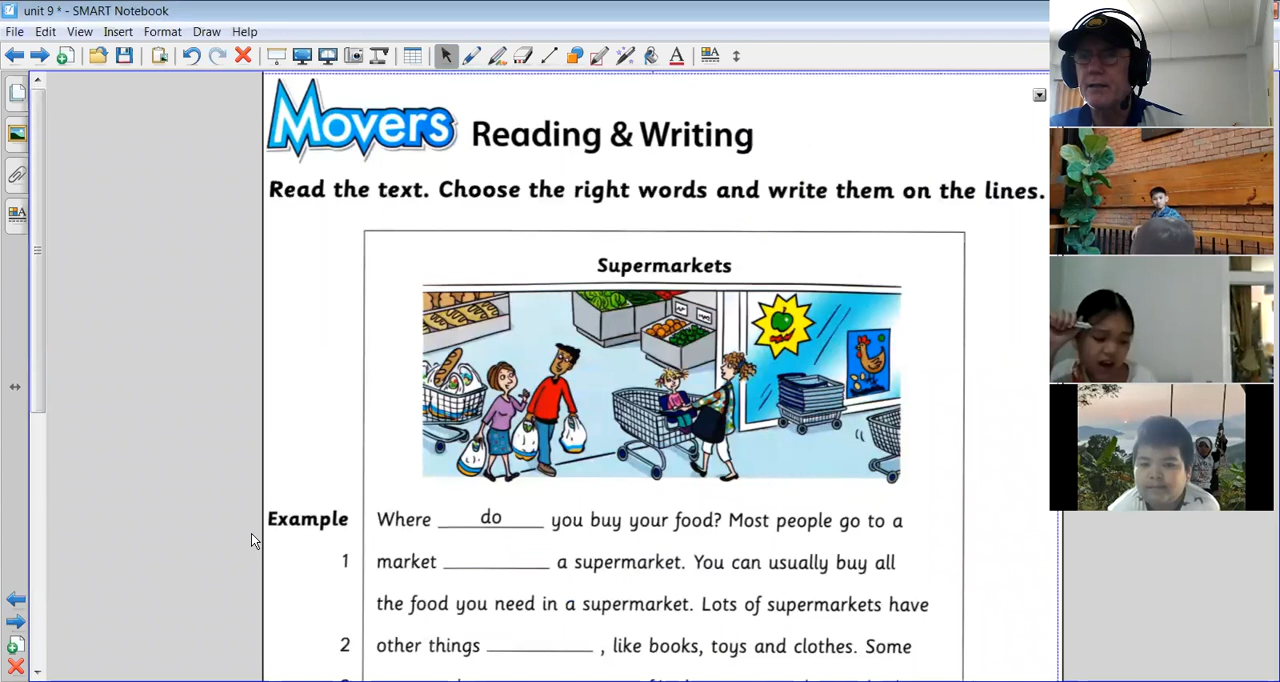 unit 9 * - SMART Notebook
File Edit View Insert Format Draw Help
Movers Reading & Writing
Read the text. Choose the right words and write them on the lines.
Supermarkets
Example Where do you buy your food? Most people go to a
1 market __________ a supermarket. You can usually buy all
the food you need in a supermarket. Lots of supermarkets have
2 other things __________ , like books, toys and clothes. Some